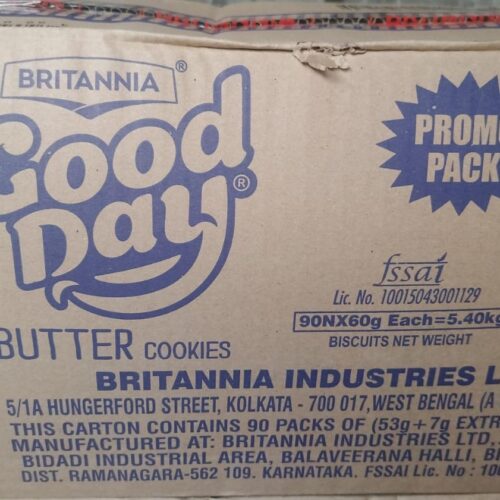 BRITANNIA®
Good
Day®
BUTTER COOKIES
PROMO
PACK
fssai
Lic. No. 10015043001129
90NX60g Each=5.40kg
BISCUITS NET WEIGHT
BRITANNIA INDUSTRIES L
5/1A HUNGERFORD STREET, KOLKATA - 700 017, WEST BENGAL (A
THIS CARTON CONTAINS 90 PACKS OF (53g+7g EXTR
MANUFACTURED AT: BRITANNIA INDUSTRIES LTD,
BIDADI INDUSTRIAL AREA, BALAVEERANA HALLI, B
DIST. RAMANAGARA-562 109. KARNATAKA. FSSAI Lic. No : 10